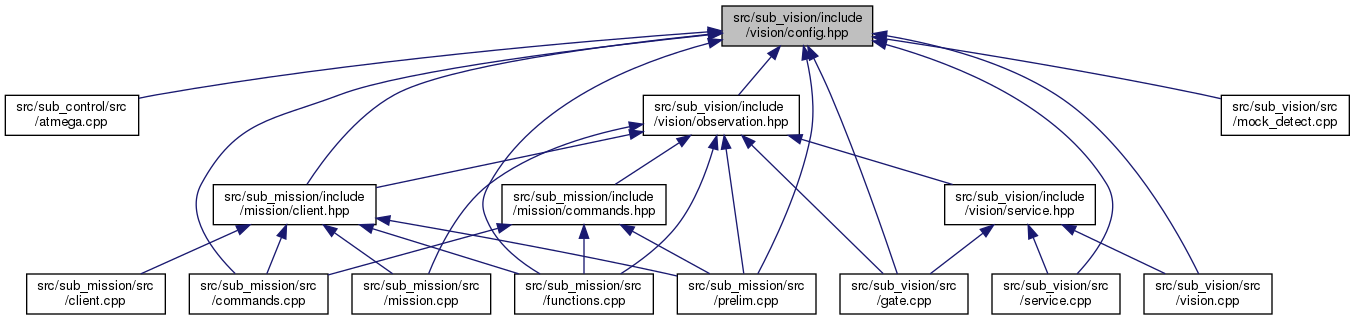 src/sub_vision/include
/vision/config.hpp
src/sub_control/src
/atmega.cpp
src/sub_vision/include
/vision/observation.hpp
src/sub_vision/src
/mock_detect.cpp
src/sub_mission/include
/mission/client.hpp
src/sub_mission/include
/mission/commands.hpp
src/sub_vision/include
/vision/service.hpp
src/sub_mission/src
/client.cpp
src/sub_mission/src
/commands.cpp
src/sub_mission/src
/mission.cpp
src/sub_mission/src
/functions.cpp
src/sub_mission/src
/prelim.cpp
src/sub_vision/src
/gate.cpp
src/sub_vision/src
/service.cpp
src/sub_vision/src
/vision.cpp